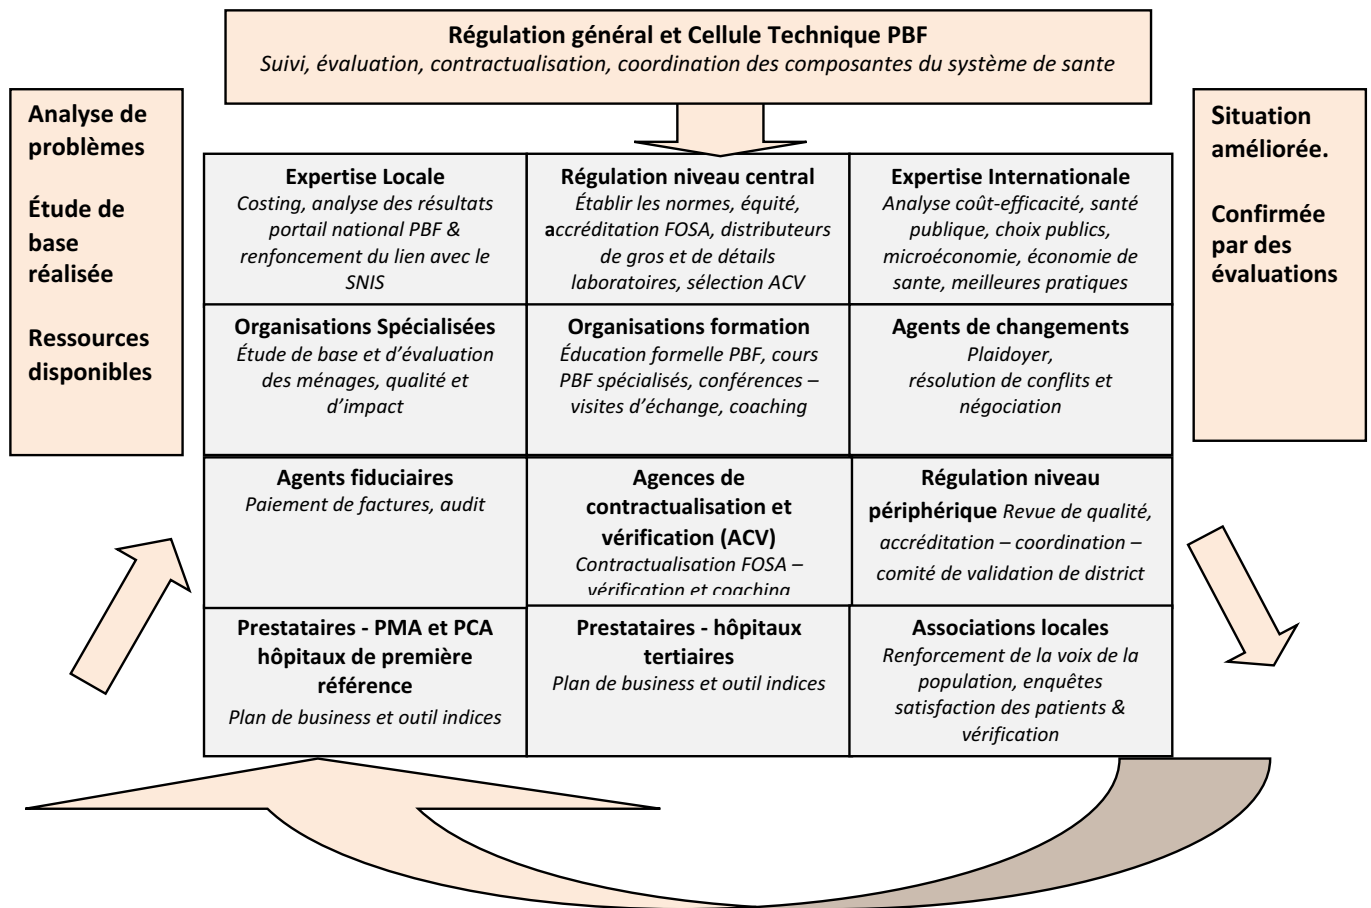 Régulation général et Cellule Technique PBF
Suivi, évaluation, contractualisation, coordination des composantes du système de sante
Analyse de
problèmes
Étude de
base
réalisée
Ressources
disponibles
Expertise Locale
Costing, analyse des résultats
portail national PBF &
renfoncement du lien avec le
SNIS
Régulation niveau central
Établir les normes, équité,
accréditation FOSA, distributeurs
de gros et de détails
laboratoires, sélection ACV
Expertise Internationale
Analyse coût-efficacité, santé
publique, choix publics,
microéconomie, économie de
sante, meilleures pratiques
Organisations Spécialisées
Étude de base et d’évaluation
des ménages, qualité et
d’impact
Organisations formation
Éducation formelle PBF, cours
PBF spécialisés, conférences –
visites d’échange, coaching
Agents de changements
Plaidoyer,
résolution de conflits et
négociation
Agents fiduciaires
Paiement de factures, audit
Agences de
contractualisation et
vérification (ACV)
Contractualisation FOSA –
vérification et coaching
Régulation niveau
périphérique Revue de qualité,
accréditation – coordination –
comité de validation de district
Prestataires - PMA et PCA
hôpitaux de première
référence
Plan de business et outil indices
Prestataires - hôpitaux
tertiaires
Plan de business et outil indices
Associations locales
Renforcement de la voix de la
population, enquêtes
satisfaction des patients &
vérification
Situation
améliorée.
Confirmée
par des
évaluations